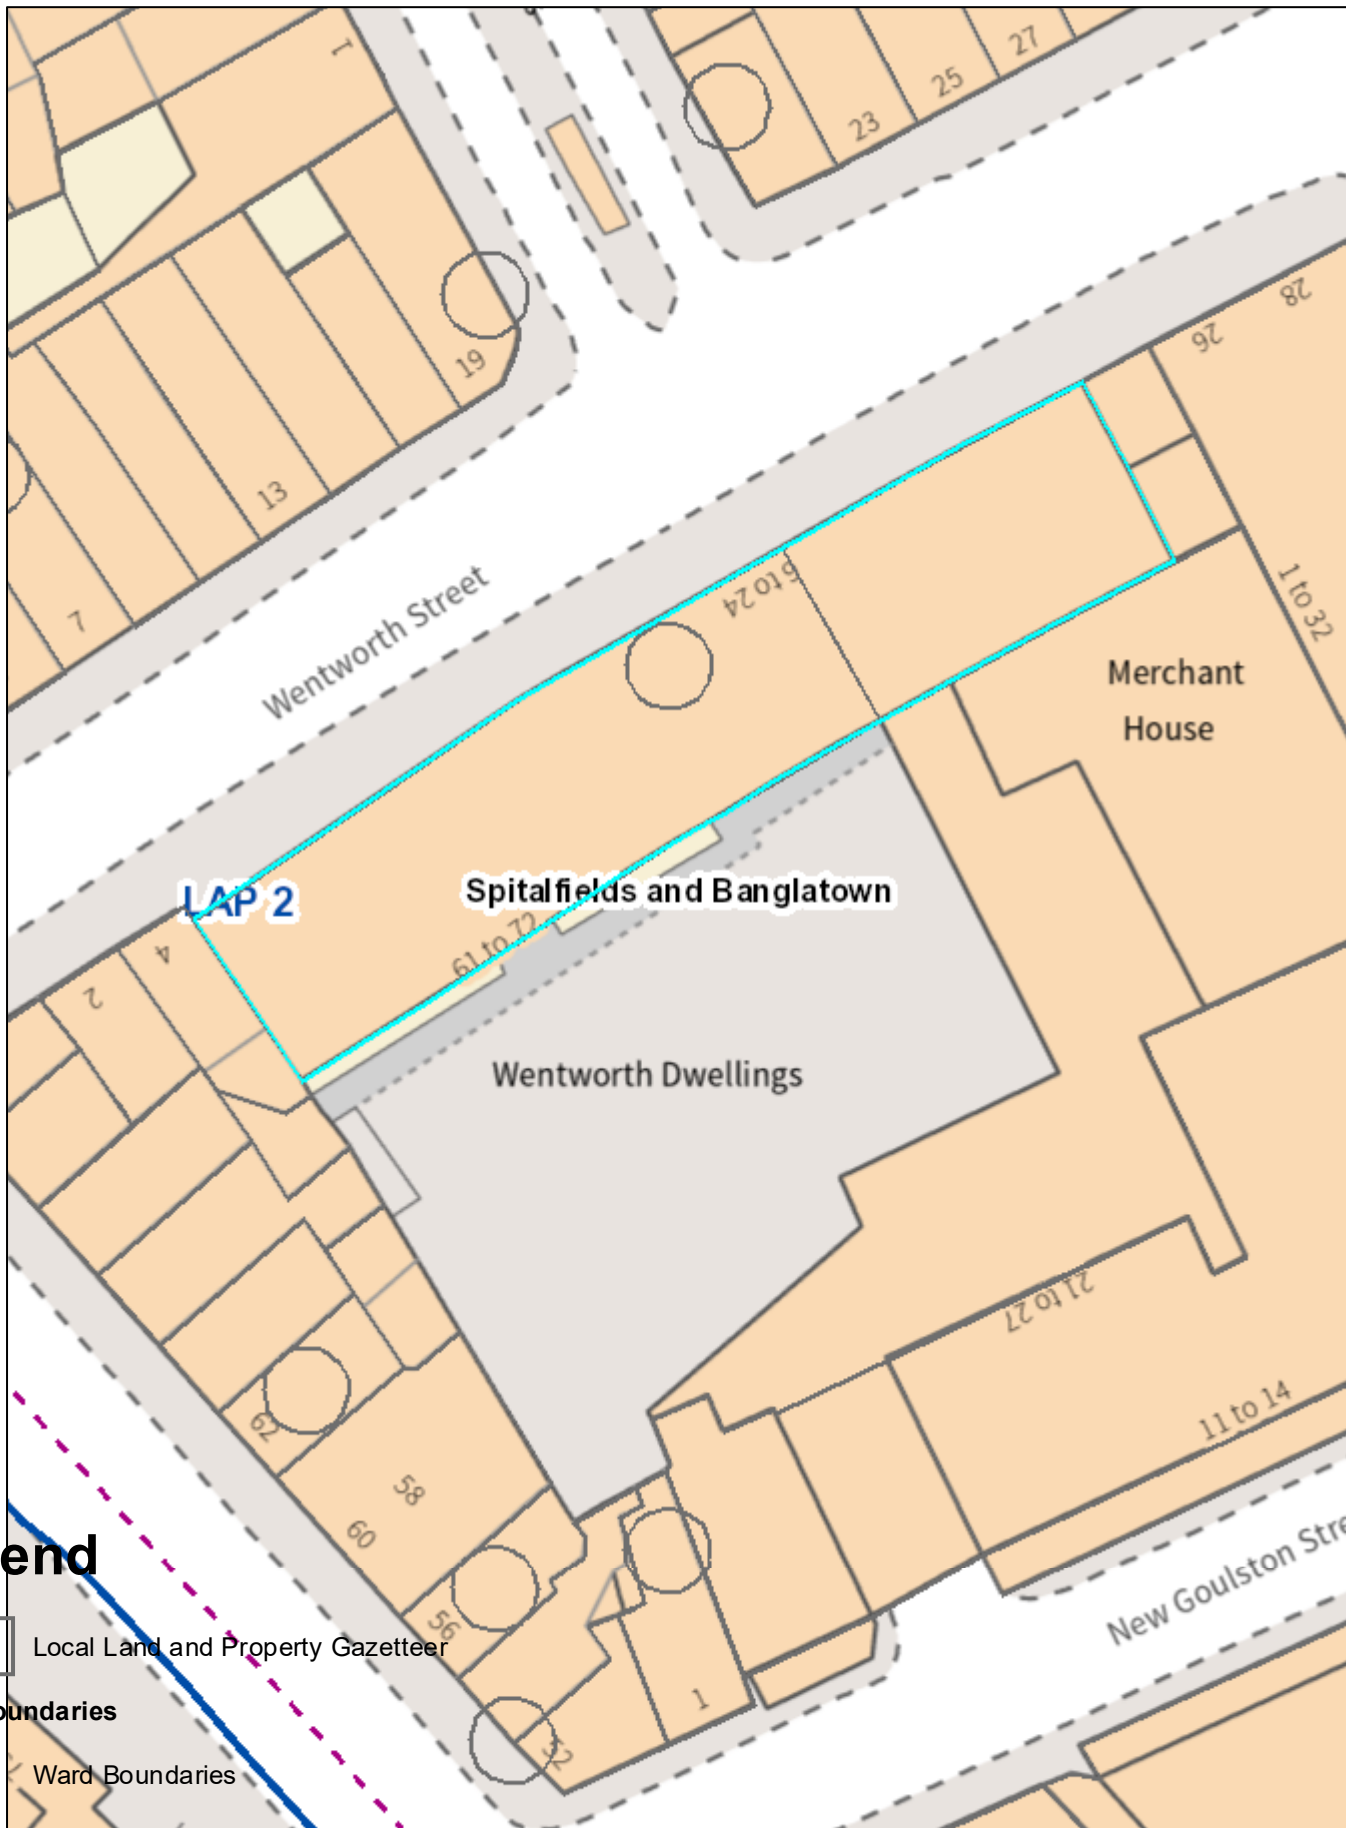 1
27
25
23
28
26
19
13
7
Wentworth Street
6 to 24
1 to 32
Merchant
House
LAP 2
Spitalfields and Banglatown
4
2
61 to 72
Wentworth Dwellings
21 to 27
11 to 14
62
58
60
56
52
1
New Goulston Stre
end
Local Land and Property Gazetteer
oundaries
Ward Boundaries